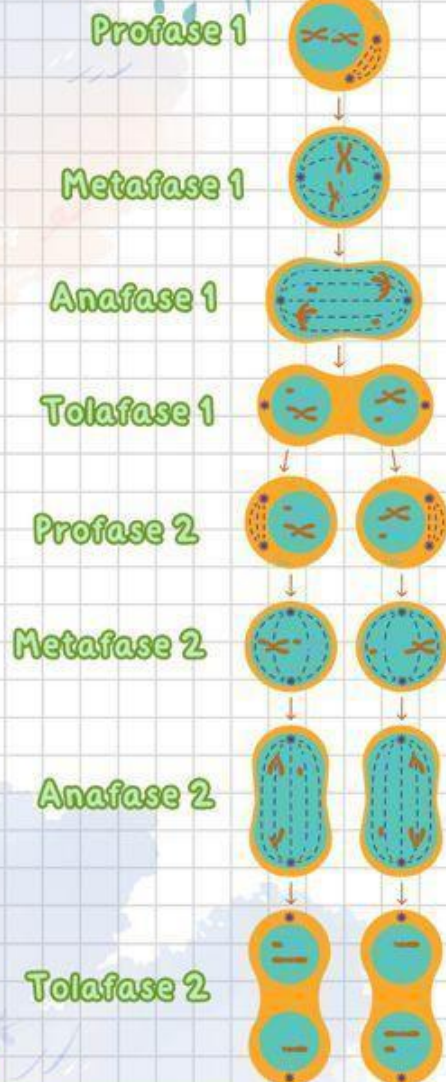 Profase 1
Metafase 1
Anafase 1
Tolafase 1
Profase 2
Metafase 2
Anafase 2
Tolafase 2